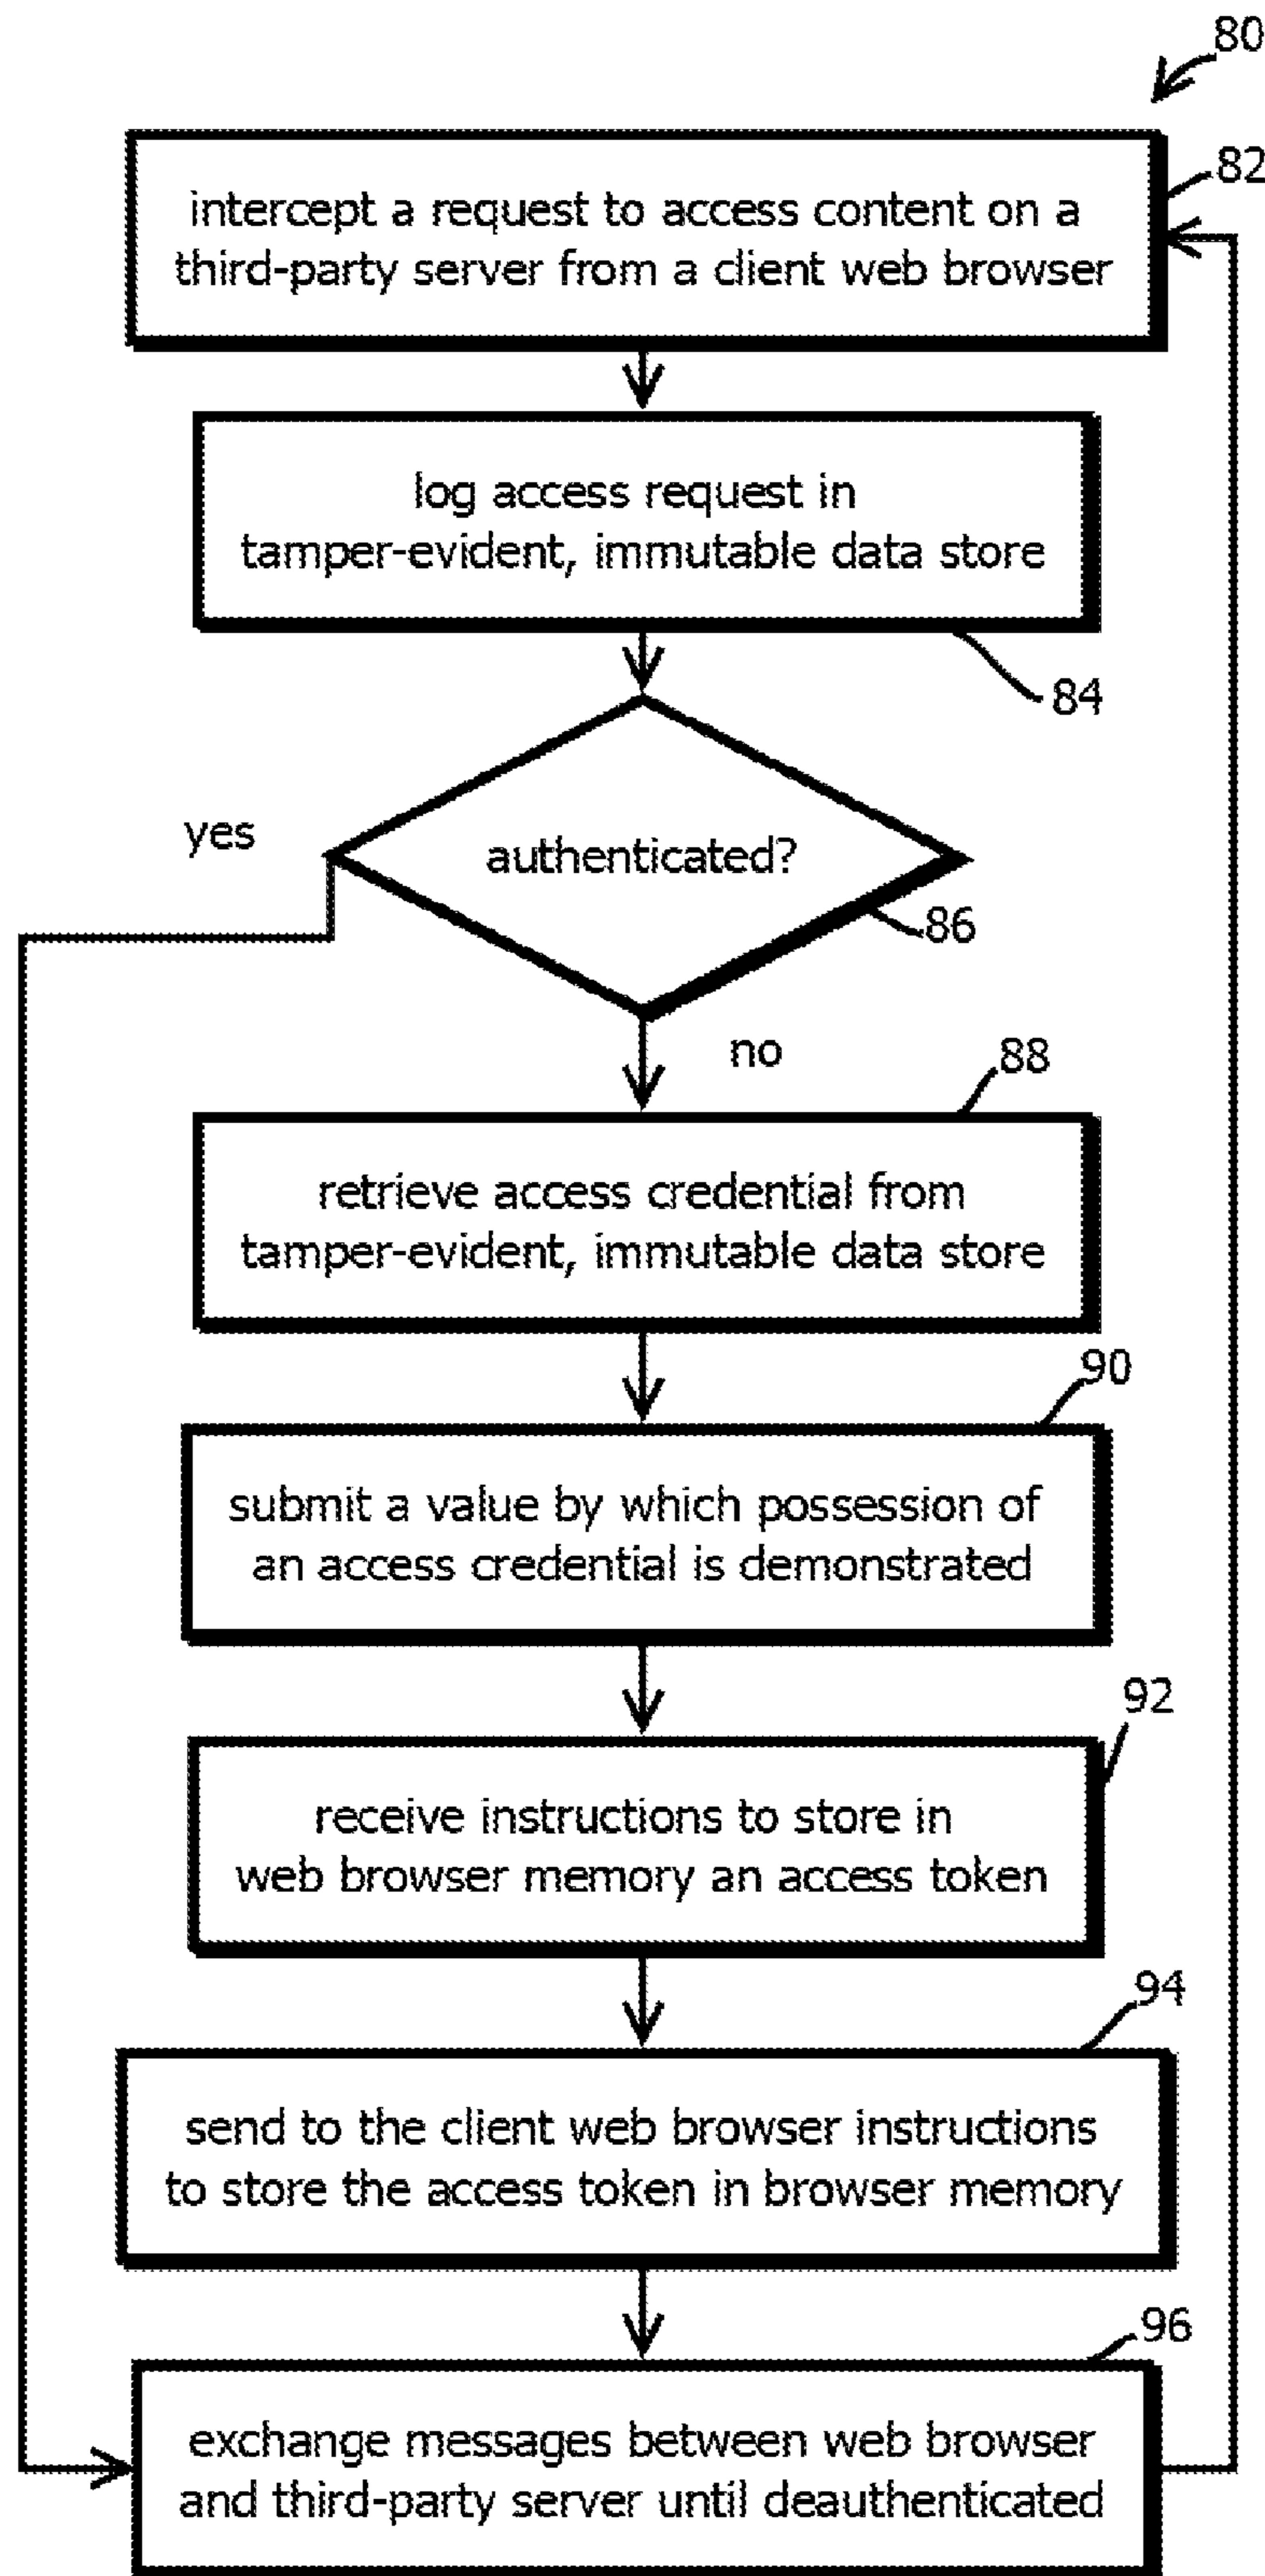 80
82
intercept a request to access content on a
third-party server from a client web browser
log access request in
tamper-evident, immutable data store
84
yes
authenticated?
86
no
88
retrieve access credential from
tamper-evident, immutable data store
90
submit a value by which possession of
an access credential is demonstrated
92
receive instructions to store in
web browser memory an access token
94
send to the client web browser instructions
to store the access token in browser memory
96
exchange messages between web browser
and third-party server until deauthenticated